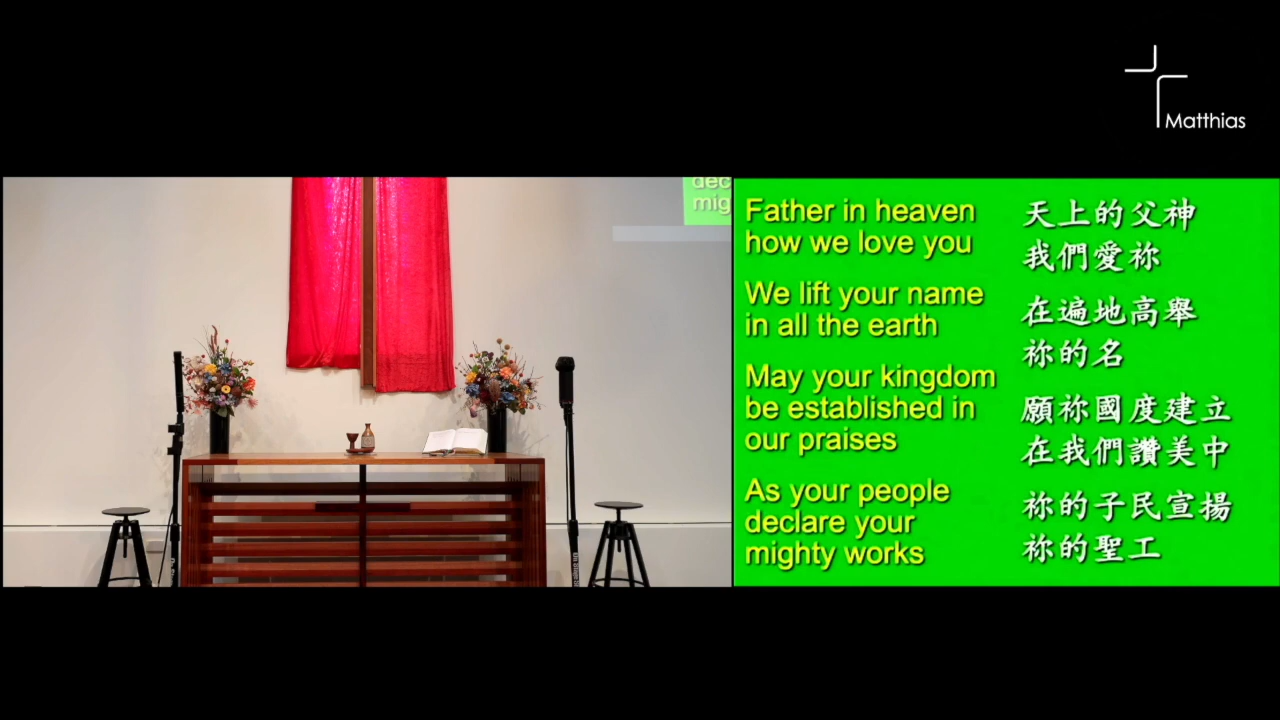 Matthias
dec
mig
Father in heaven
how we love you
We lift your name
in all the earth
May your kingdom
be established in
our praises
As your people
declare your
mighty works
天上的父神
我們愛祢
在遍地高舉
祢的名
願祢國度建立
在我們讚美中
祢的子民宣揚
祢的聖工